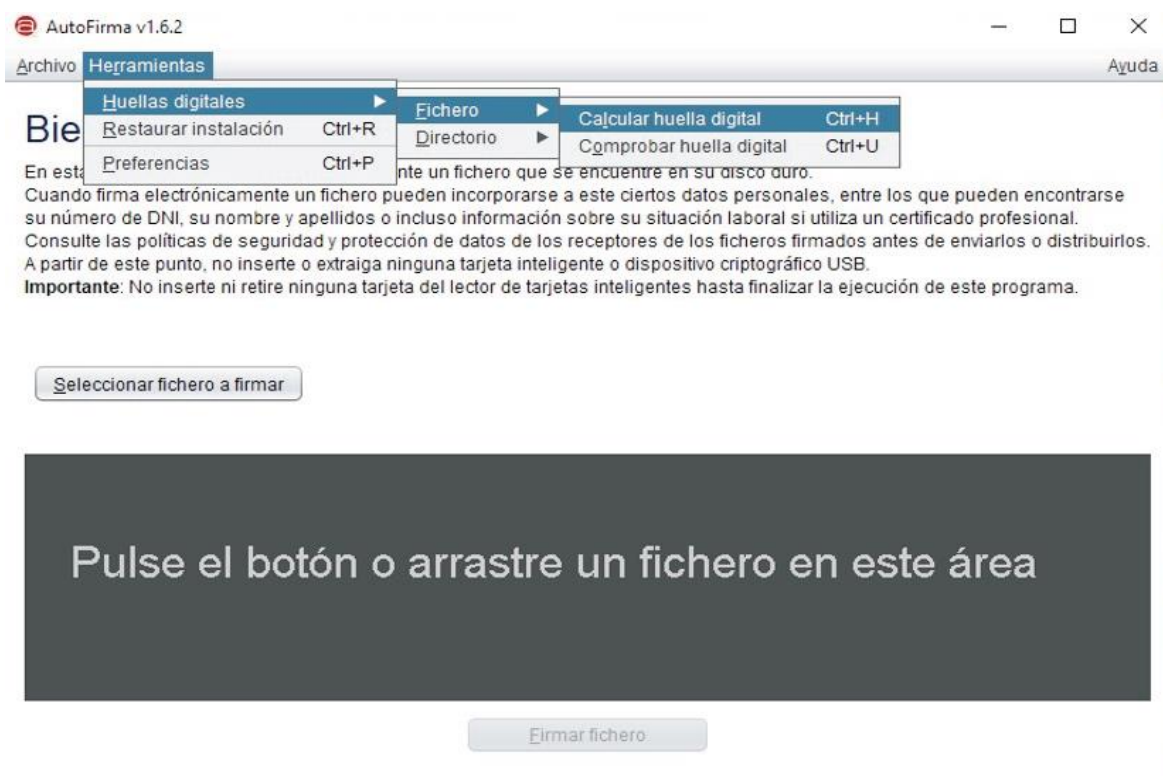 AutoFirma v1.6.2
Archivo Herramientas Ayuda
Huellas digitales
Restaurar instalación Ctrl+R
Preferencias Ctrl+P
Fichero
Directorio
Calcular huella digital Ctrl+H
Comprobar huella digital Ctrl+U
Bie
En esta
nte un fichero que se encuentre en su disco duro.
Cuando firma electrónicamente un fichero pueden incorporarse a este ciertos datos personales, entre los que pueden encontrarse
su número de DNI, su nombre y apellidos o incluso información sobre su situación laboral si utiliza un certificado profesional.
Consulte las políticas de seguridad y protección de datos de los receptores de los ficheros firmados antes de enviarlos o distribuirlos.
A partir de este punto, no inserte o extraiga ninguna tarjeta inteligente o dispositivo criptográfico USB.
Importante: No inserte ni retire ninguna tarjeta del lector de tarjetas inteligentes hasta finalizar la ejecución de este programa.
Seleccionar fichero a firmar
Pulse el botón o arrastre un fichero en este área
Firmar fichero